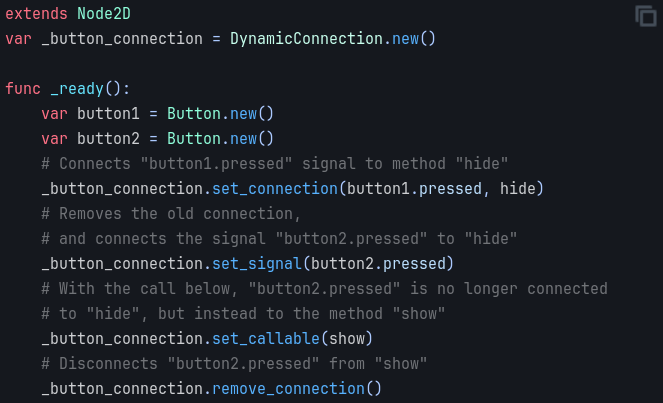 extends Node2D
var _button_connection = DynamicConnection.new()

func _ready():
    var button1 = Button.new()
    var button2 = Button.new()
    # Connects "button1.pressed" signal to method "hide"
    _button_connection.set_connection(button1.pressed, hide)
    # Removes the old connection,
    # and connects the signal "button2.pressed" to "hide"
    _button_connection.set_signal(button2.pressed)
    # With the call below, "button2.pressed" is no longer connected
    # to "hide", but instead to the method "show"
    _button_connection.set_callable(show)
    # Disconnects "button2.pressed" from "show"
    _button_connection.remove_connection()